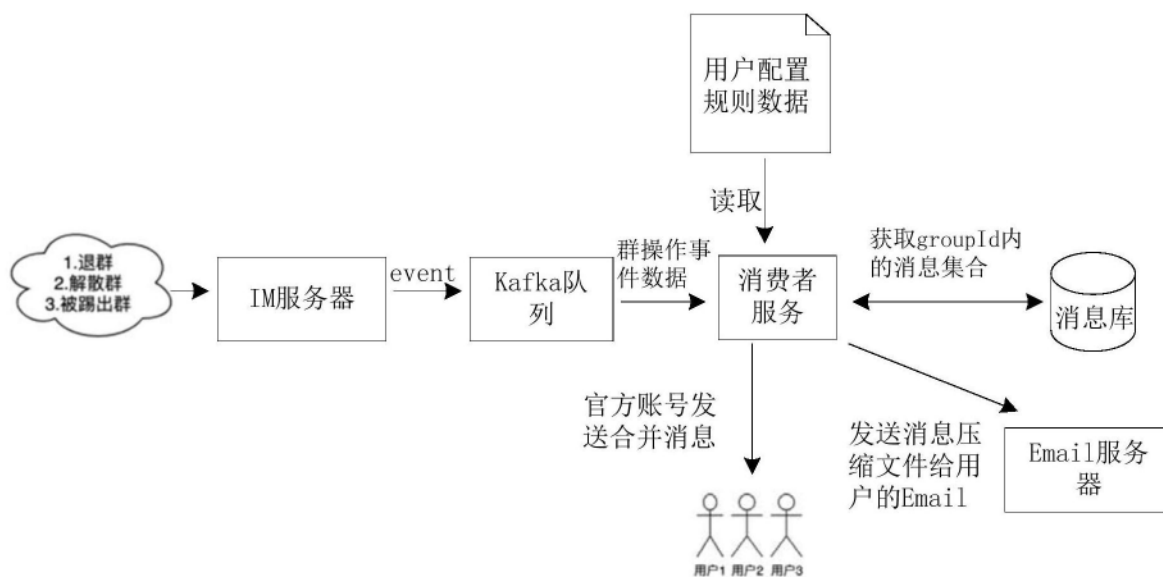 用户配置
规则数据
读取
1.退群
2.解散群
3.被踢出群
IM服务器
event
Kafka队
列
群操作事
件数据
消费者
服务
获取groupId内
的消息集合
消息库
官方账号发
送合并消息
发送消息压
缩文件给用
户的Email
Email服务
器
用户1 用户2 用户3